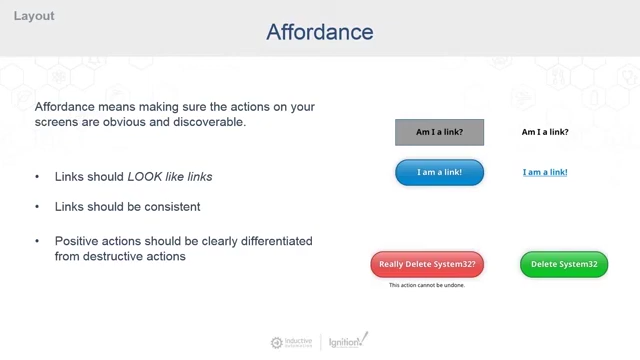 Layout
Affordance
Affordance means making sure the actions on your
screens are obvious and discoverable.
• Links should LOOK like links
• Links should be consistent
• Positive actions should be clearly differentiated
from destructive actions
Am I a link?
Am I a link?
I am a link!
I am a link!
Really Delete System32?
Delete System32
This action cannot be undone.
inductive
automation
Ignition